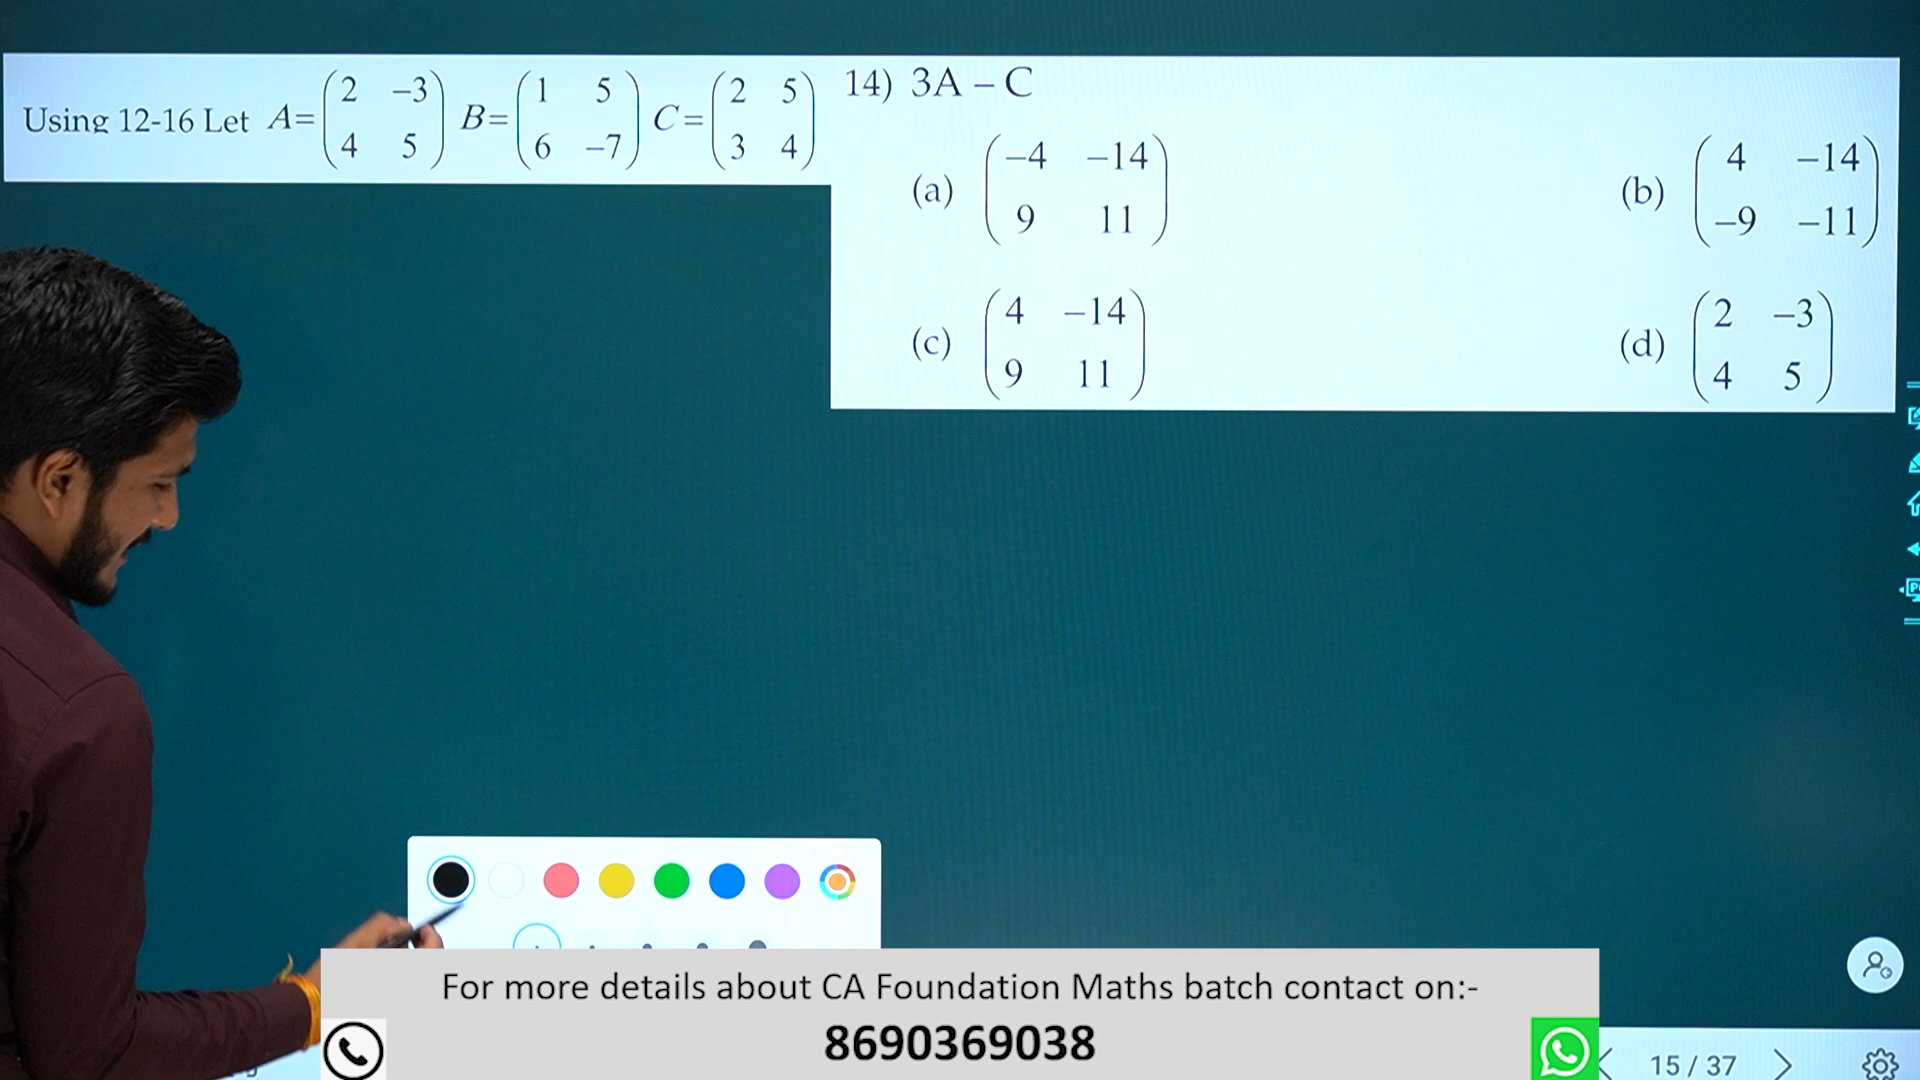 Using 12-16 Let A= (2 −3 B= (1 5 C= (2 5
4 5) 6 −7) 3 4)
14) 3A – C
(a) (−4 −14
9 11)
(b) (4 −14
−9 −11)
(c) (4 −14
9 11)
(d) (2 −3
4 5)
For more details about CA Foundation Maths batch contact on:-
8690369038
15 / 37